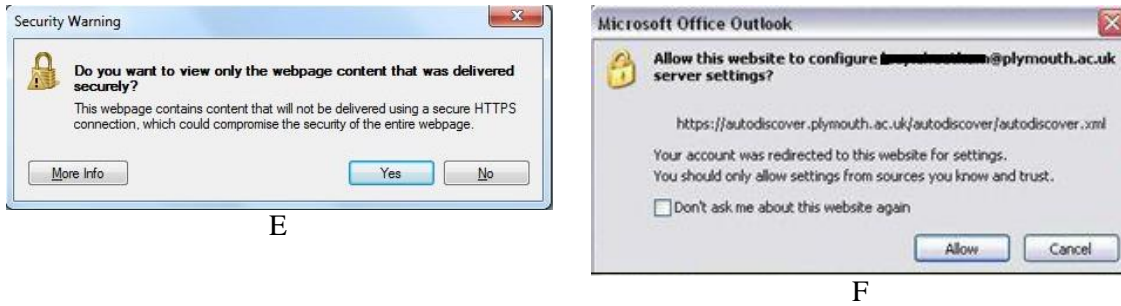 Security Warning
Do you want to view only the webpage content that was delivered
securely?
This webpage contains content that will not be delivered using a secure HTTPS
connection, which could compromise the security of the entire webpage.
More Info
Yes
No
E
Microsoft Office Outlook
Allow this website to configure @plymouth.ac.uk
server settings?
https://autodiscover.plymouth.ac.uk/autodiscover/autodiscover.xml
Your account was redirected to this website for settings.
You should only allow settings from sources you know and trust.
Don't ask me about this website again
Allow
Cancel
F